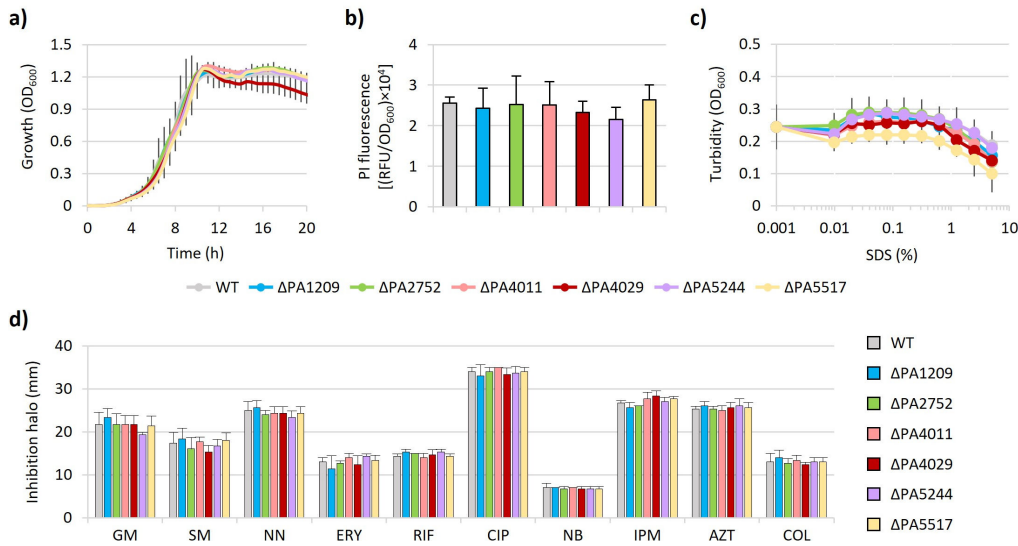 a)
b)
c)
Growth (OD600)
1.5
1.2
0.9
0.6
0.3
0
0
4
8
12
16
20
Time (h)
PI fluorescence
[(RFU/OD600)×10⁴]
4
3
2
1
0
Turbidity (OD600)
0.5
0.4
0.3
0.2
0.1
0
0.001
0.01
0.1
1
10
SDS (%)
WT
ΔPA1209
ΔPA2752
ΔPA4011
ΔPA4029
ΔPA5244
ΔPA5517
d)
Inhibition halo (mm)
40
30
20
10
0
GM
SM
NN
ERY
RIF
CIP
NB
IPM
AZT
COL
WT
ΔPA1209
ΔPA2752
ΔPA4011
ΔPA4029
ΔPA5244
ΔPA5517